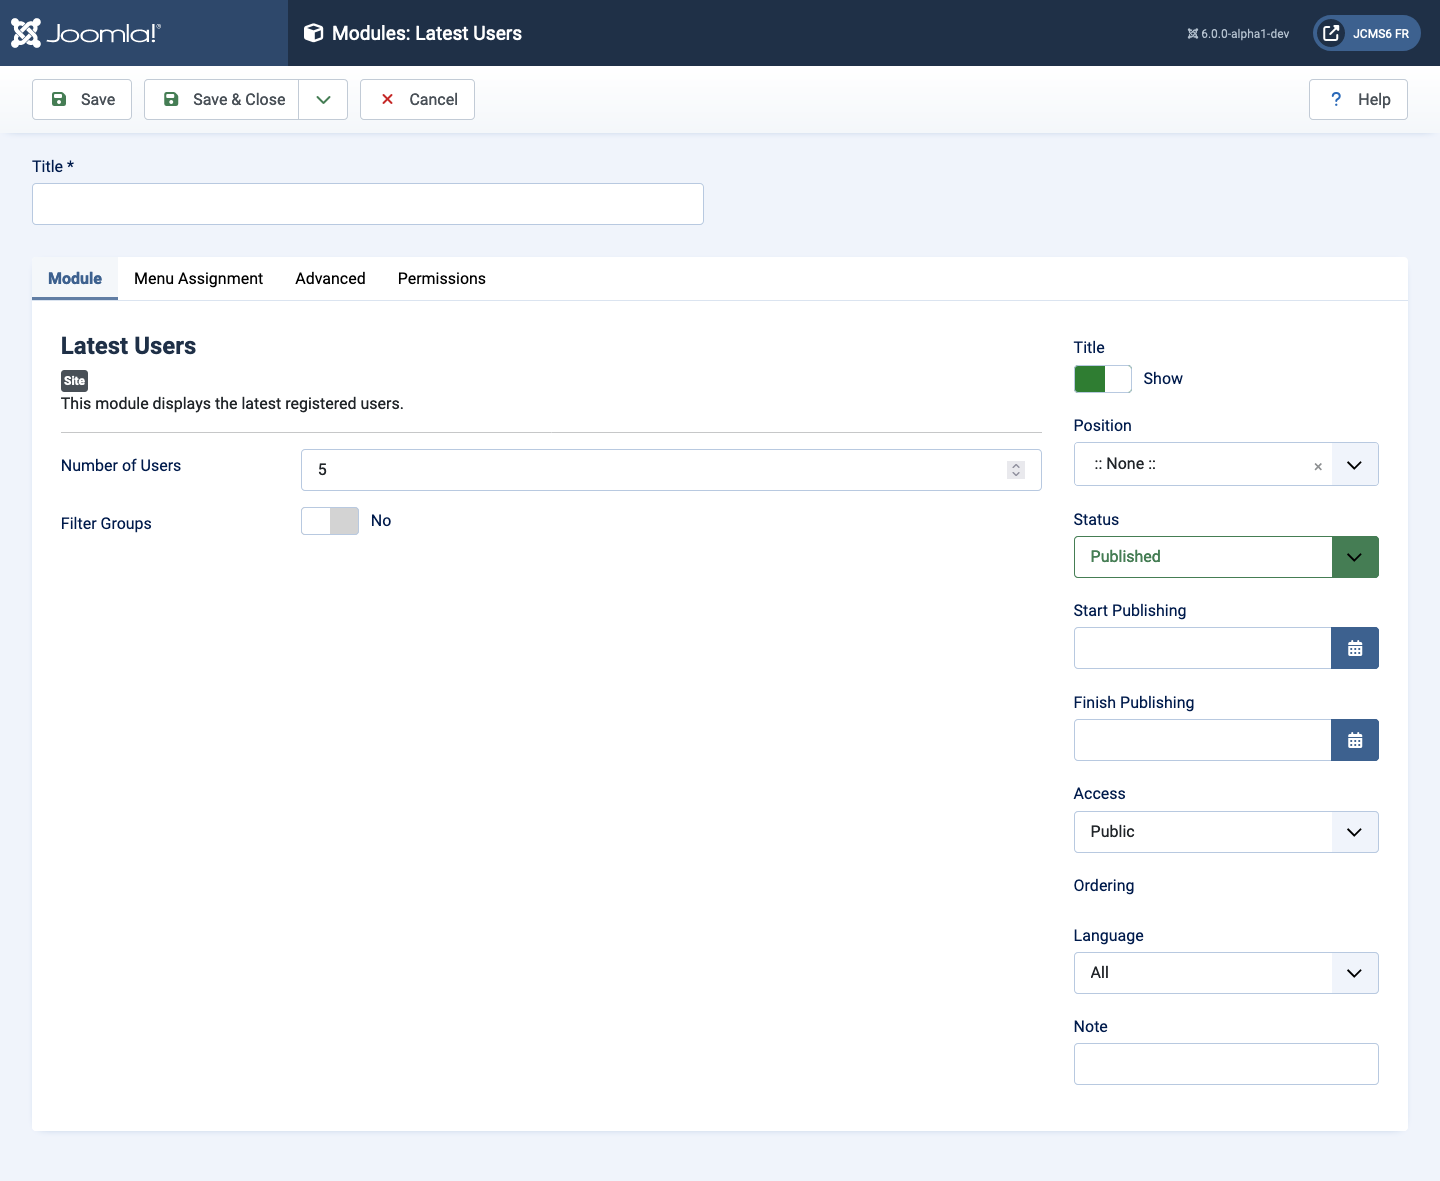 Joomla!®
Modules: Latest Users
6.0.0-alpha1-dev
JCMS6 FR
Save
Save & Close
Cancel
? Help
Title *
Module
Menu Assignment
Advanced
Permissions
Latest Users
Site
This module displays the latest registered users.
Number of Users
5
Filter Groups
No
Title
Show
Position
:: None ::
×
Status
Published
Start Publishing
Finish Publishing
Access
Public
Ordering
Language
All
Note